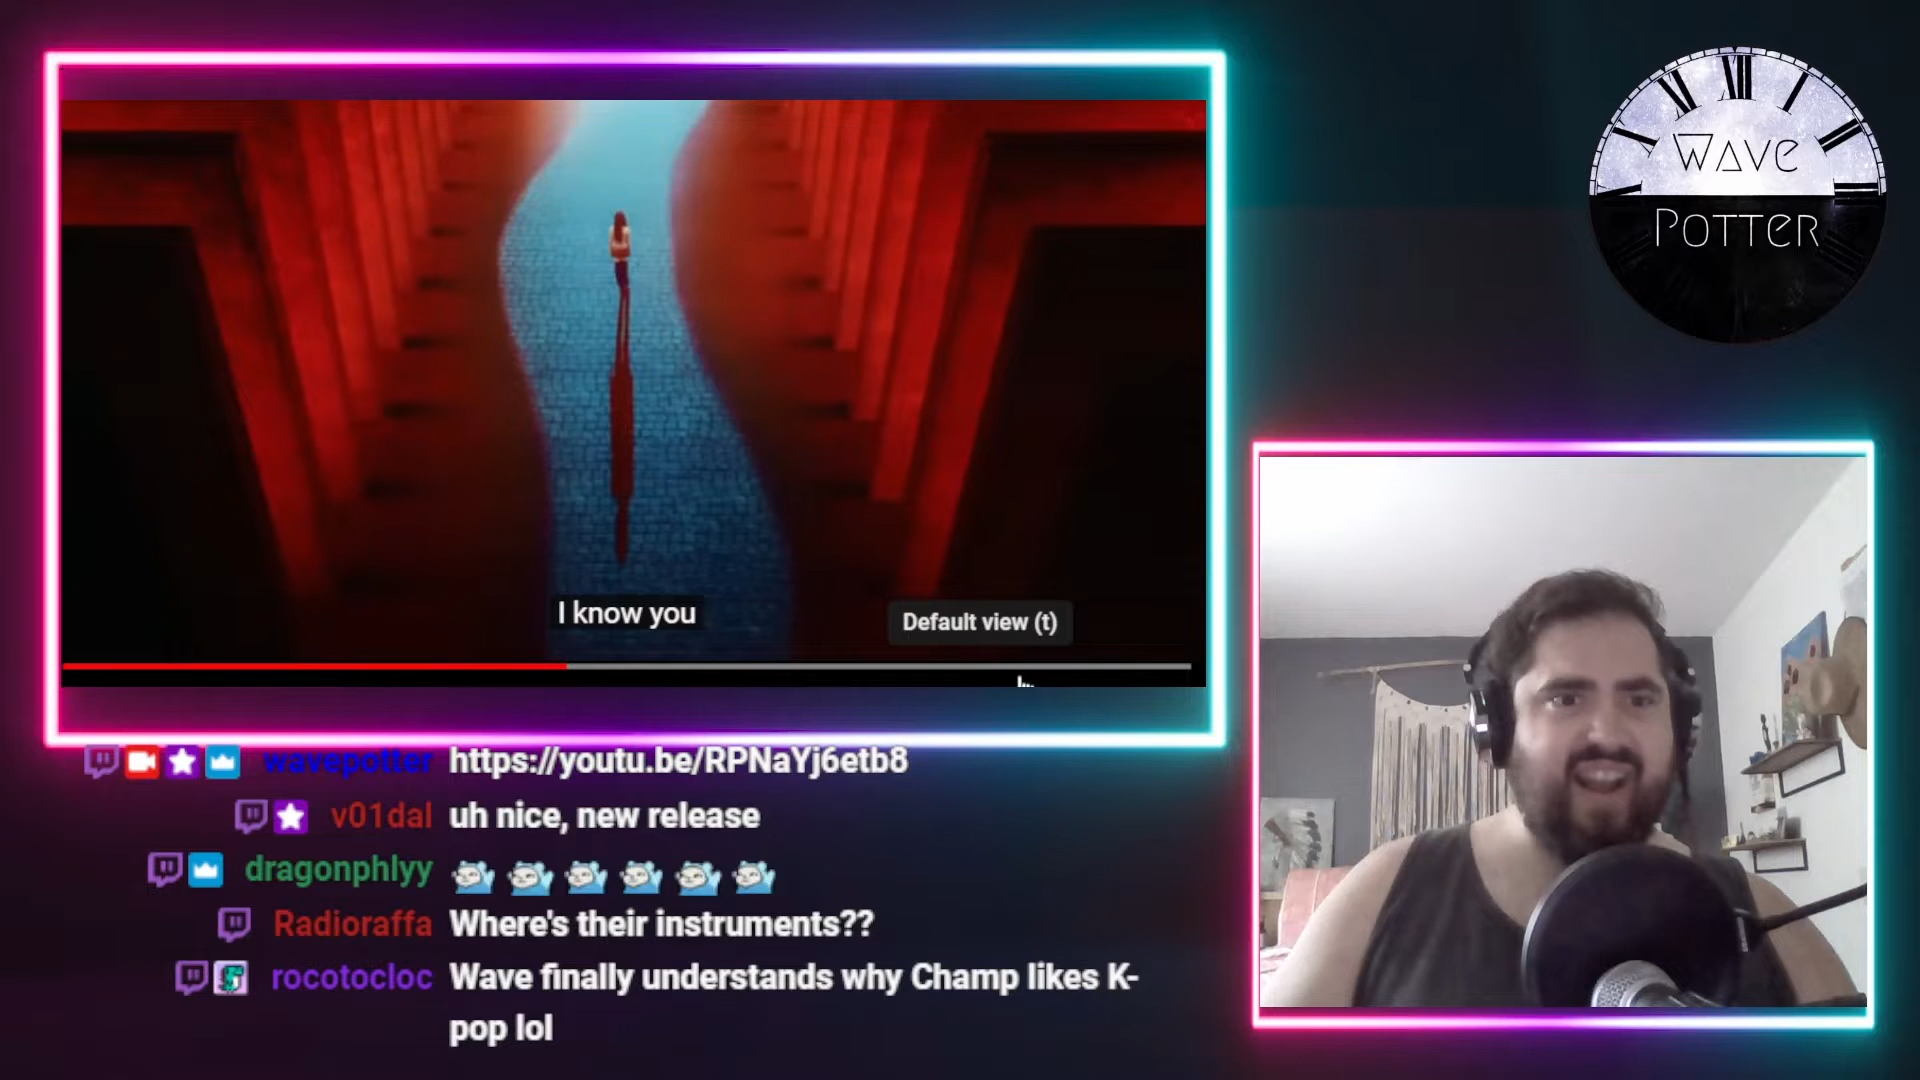 Wave
Potter
I know you
Default view (t)
wavepotter https://youtu.be/RPNaYj6etb8
v01dal uh nice, new release
dragonphlyy
Radioraffa Where's their instruments??
rocotocloc Wave finally understands why Champ likes K-
pop lol